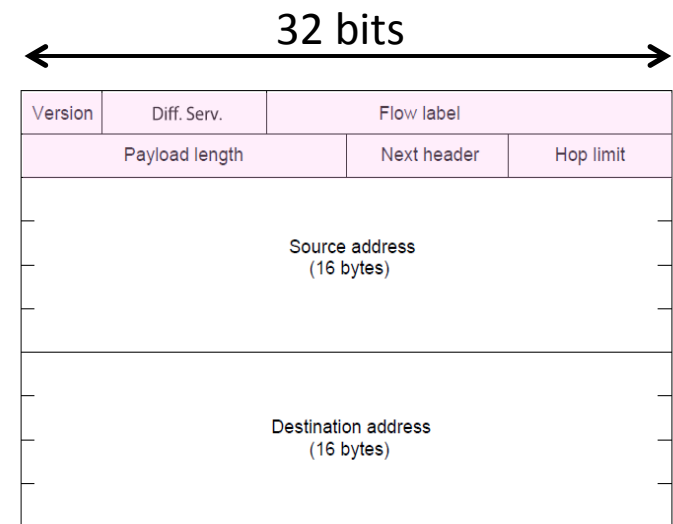 32 bits
Version Diff. Serv. Flow label
Payload length Next header Hop limit
Source address
(16 bytes)
Destination address
(16 bytes)